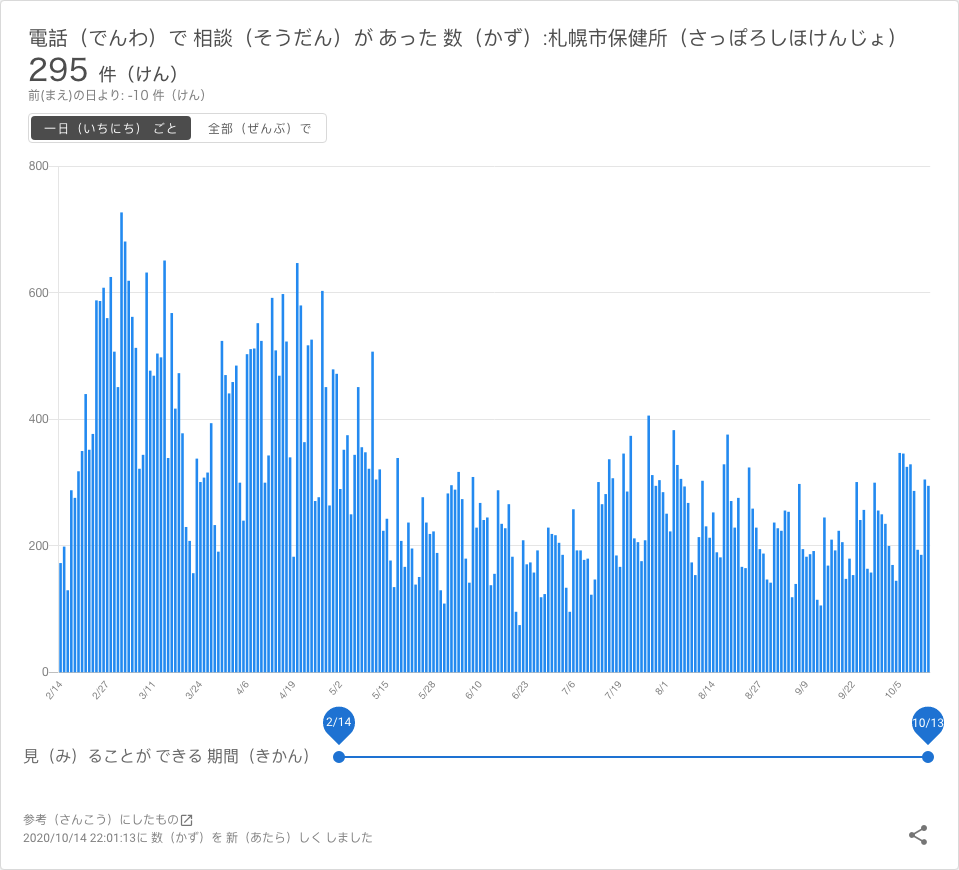 電話（でんわ）で 相談（そうだん）が あった 数（かず）:札幌市保健所（さっぽろしほけんじょ）
295 件（けん）
前(まえ)の日より: -10 件（けん）
一日（いちにち） ごと 全部（ぜんぶ）で
800
600
400
200
0
2/14 2/27 3/11 3/24 4/6 4/19 5/2 5/15 5/28 6/10 6/23 7/6 7/19 8/1 8/14 8/27 9/9 9/22 10/5
2/14 10/13
見（み）ることが できる 期間（きかん）
参考（さんこう）にしたもの
2020/10/14 22:01:13に 数（かず）を 新（あたら）しく しました